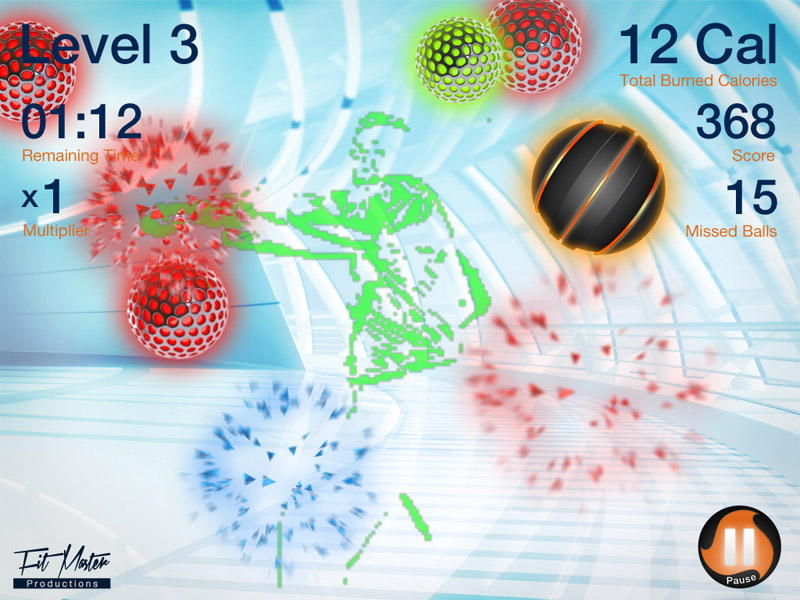 Level 3
01:12
Remaining Time
x1
Multiplier
12 Cal
Total Burned Calories
368
Score
15
Missed Balls
Fit Master
Productions
Pause